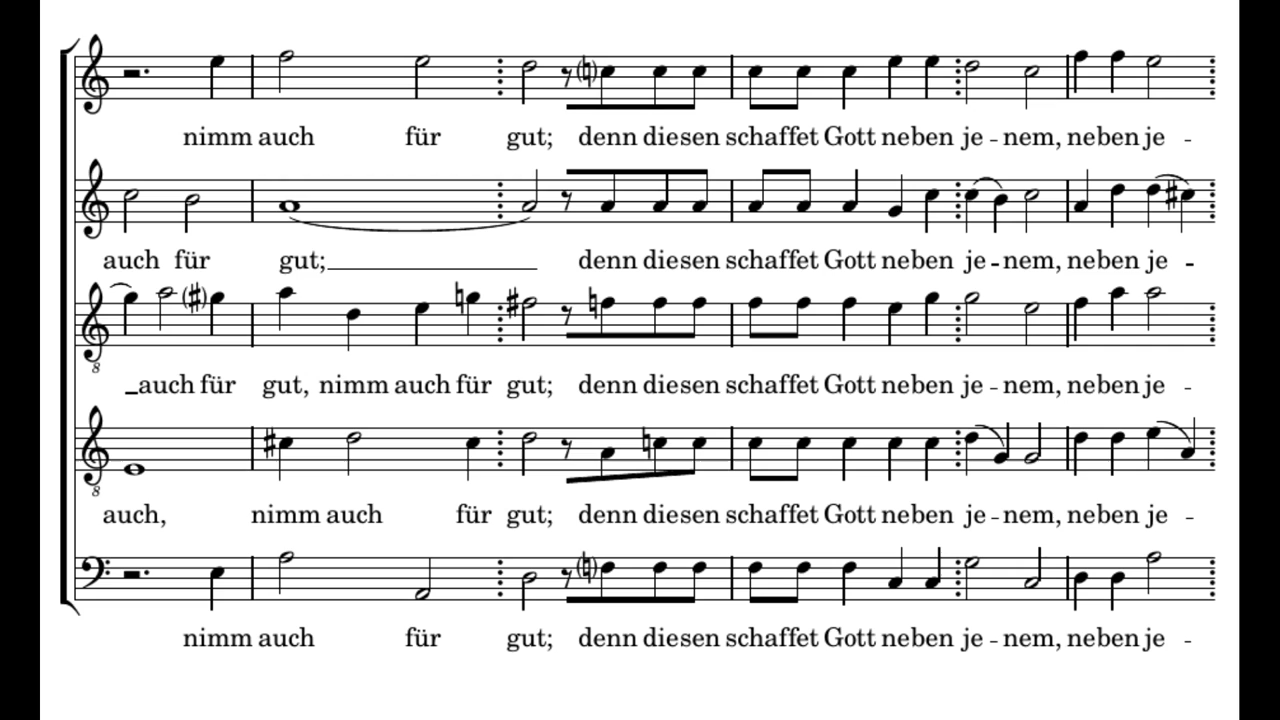 nimm auch für gut; denn diesen schaffet Gott neben je - nem, neben je -
auch für gut; denn diesen schaffet Gott neben je - nem, neben je -
8
auch für gut, nimm auch für gut; denn diesen schaffet Gott neben je - nem, neben je -
8
auch, nimm auch für gut; denn diesen schaffet Gott neben je - nem, neben je -
nimm auch für gut; denn diesen schaffet Gott neben je - nem, neben je -